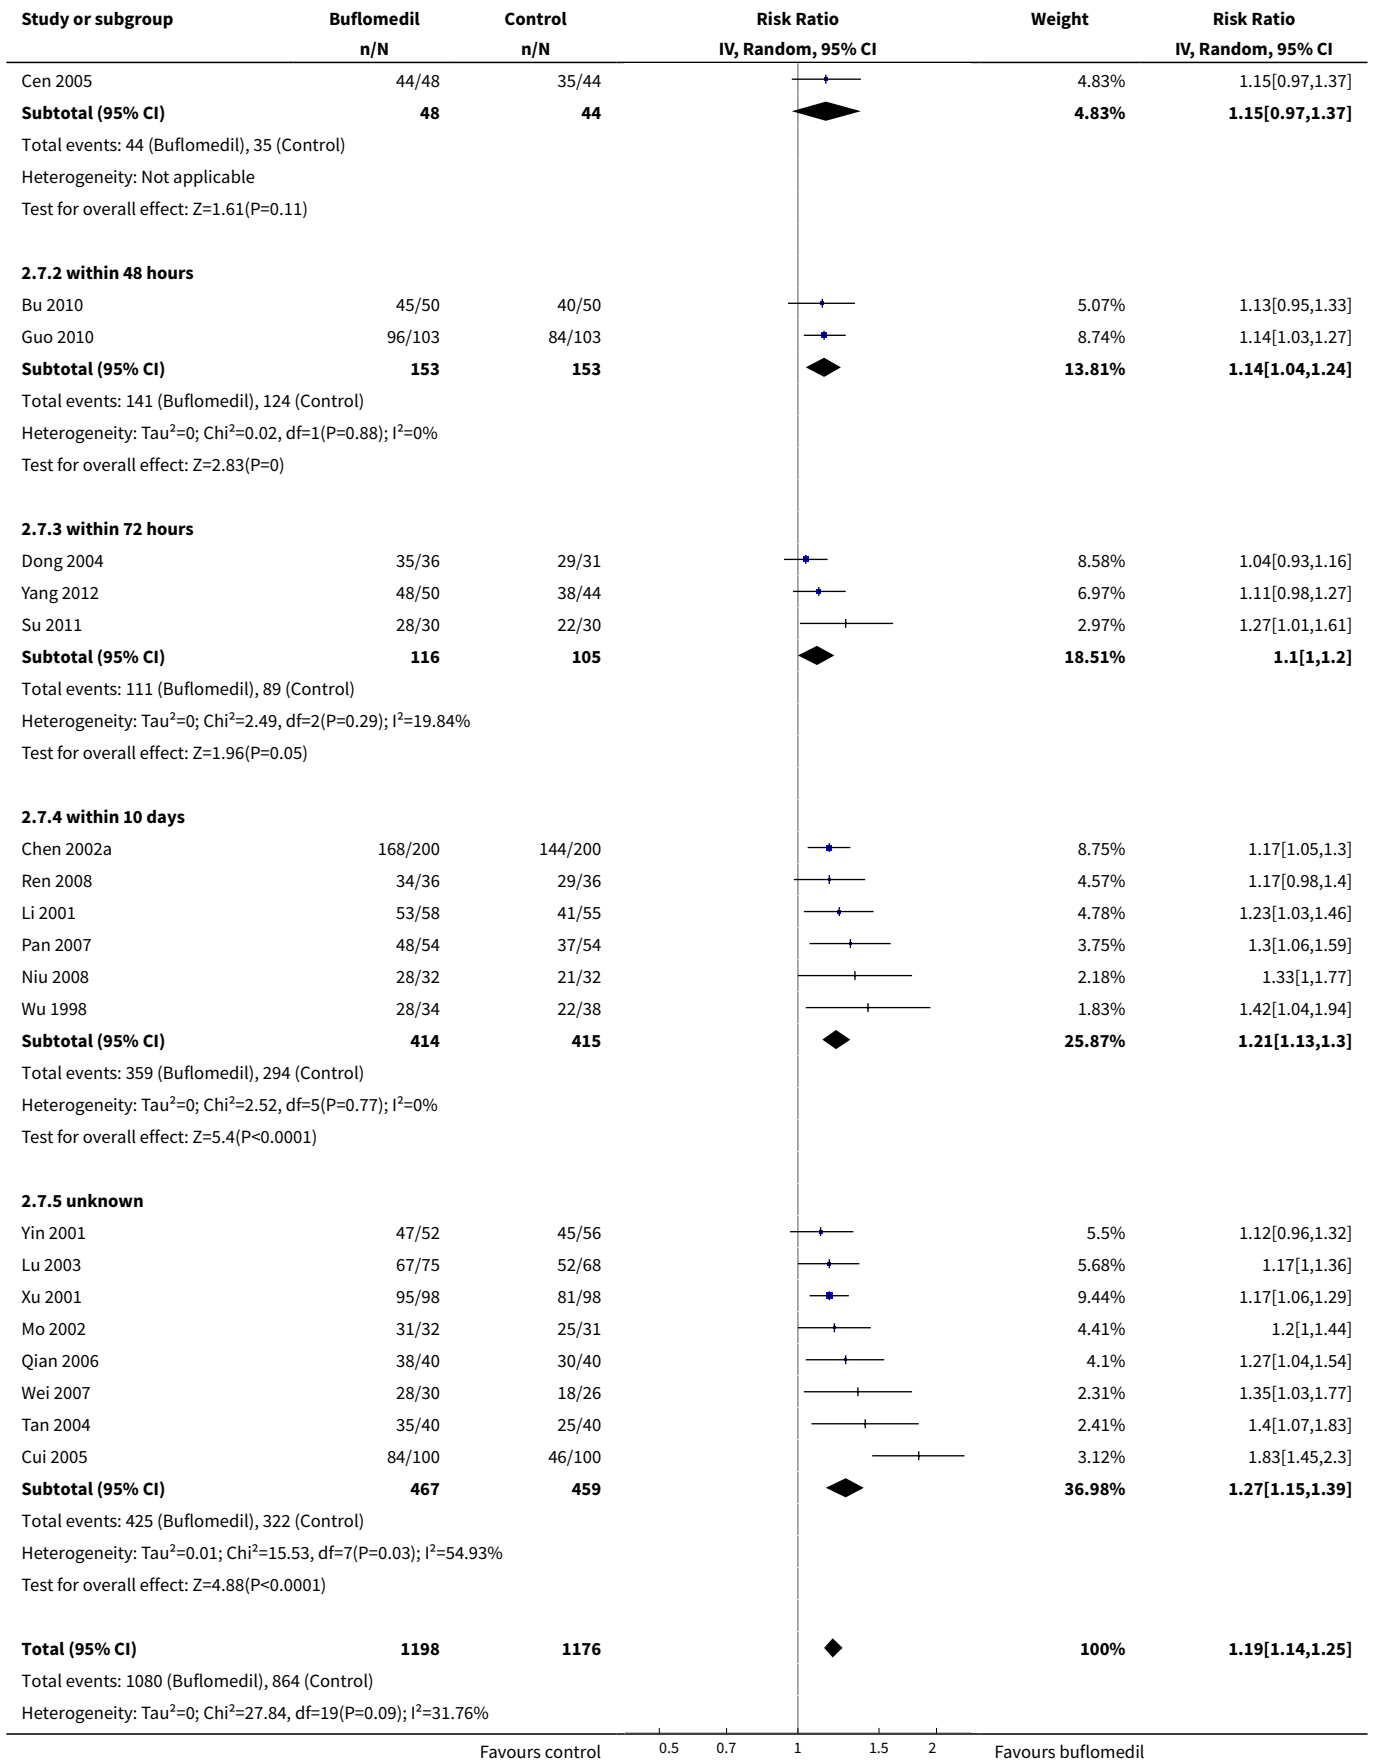 Study or subgroup Buflomedil Control Risk Ratio Weight Risk Ratio
n/N n/N IV, Random, 95% CI IV, Random, 95% CI
Cen 2005 44/48 35/44 4.83% 1.15[0.97,1.37]
Subtotal (95% CI) 48 44 4.83% 1.15[0.97,1.37]
Total events: 44 (Buflomedil), 35 (Control)
Heterogeneity: Not applicable
Test for overall effect: Z=1.61(P=0.11)
2.7.2 within 48 hours
Bu 2010 45/50 40/50 5.07% 1.13[0.95,1.33]
Guo 2010 96/103 84/103 8.74% 1.14[1.03,1.27]
Subtotal (95% CI) 153 153 13.81% 1.14[1.04,1.24]
Total events: 141 (Buflomedil), 124 (Control)
Heterogeneity: Tau²=0; Chi²=0.02, df=1(P=0.88); I²=0%
Test for overall effect: Z=2.83(P=0)
2.7.3 within 72 hours
Dong 2004 35/36 29/31 8.58% 1.04[0.93,1.16]
Yang 2012 48/50 38/44 6.97% 1.11[0.98,1.27]
Su 2011 28/30 22/30 2.97% 1.27[1.01,1.61]
Subtotal (95% CI) 116 105 18.51% 1.1[1,1.2]
Total events: 111 (Buflomedil), 89 (Control)
Heterogeneity: Tau²=0; Chi²=2.49, df=2(P=0.29); I²=19.84%
Test for overall effect: Z=1.96(P=0.05)
2.7.4 within 10 days
Chen 2002a 168/200 144/200 8.75% 1.17[1.05,1.3]
Ren 2008 34/36 29/36 4.57% 1.17[0.98,1.4]
Li 2001 53/58 41/55 4.78% 1.23[1.03,1.46]
Pan 2007 48/54 37/54 3.75% 1.3[1.06,1.59]
Niu 2008 28/32 21/32 2.18% 1.33[1,1.77]
Wu 1998 28/34 22/38 1.83% 1.42[1.04,1.94]
Subtotal (95% CI) 414 415 25.87% 1.21[1.13,1.3]
Total events: 359 (Buflomedil), 294 (Control)
Heterogeneity: Tau²=0; Chi²=2.52, df=5(P=0.77); I²=0%
Test for overall effect: Z=5.4(P<0.0001)
2.7.5 unknown
Yin 2001 47/52 45/56 5.5% 1.12[0.96,1.32]
Lu 2003 67/75 52/68 5.68% 1.17[1,1.36]
Xu 2001 95/98 81/98 9.44% 1.17[1.06,1.29]
Mo 2002 31/32 25/31 4.41% 1.2[1,1.44]
Qian 2006 38/40 30/40 4.1% 1.27[1.04,1.54]
Wei 2007 28/30 18/26 2.31% 1.35[1.03,1.77]
Tan 2004 35/40 25/40 2.41% 1.4[1.07,1.83]
Cui 2005 84/100 46/100 3.12% 1.83[1.45,2.3]
Subtotal (95% CI) 467 459 36.98% 1.27[1.15,1.39]
Total events: 425 (Buflomedil), 322 (Control)
Heterogeneity: Tau²=0.01; Chi²=15.53, df=7(P=0.03); I²=54.93%
Test for overall effect: Z=4.88(P<0.0001)
Total (95% CI) 1198 1176 100% 1.19[1.14,1.25]
Total events: 1080 (Buflomedil), 864 (Control)
Heterogeneity: Tau²=0; Chi²=27.84, df=19(P=0.09); I²=31.76%
Favours control 0.5 0.7 1 1.5 2 Favours buflomedil